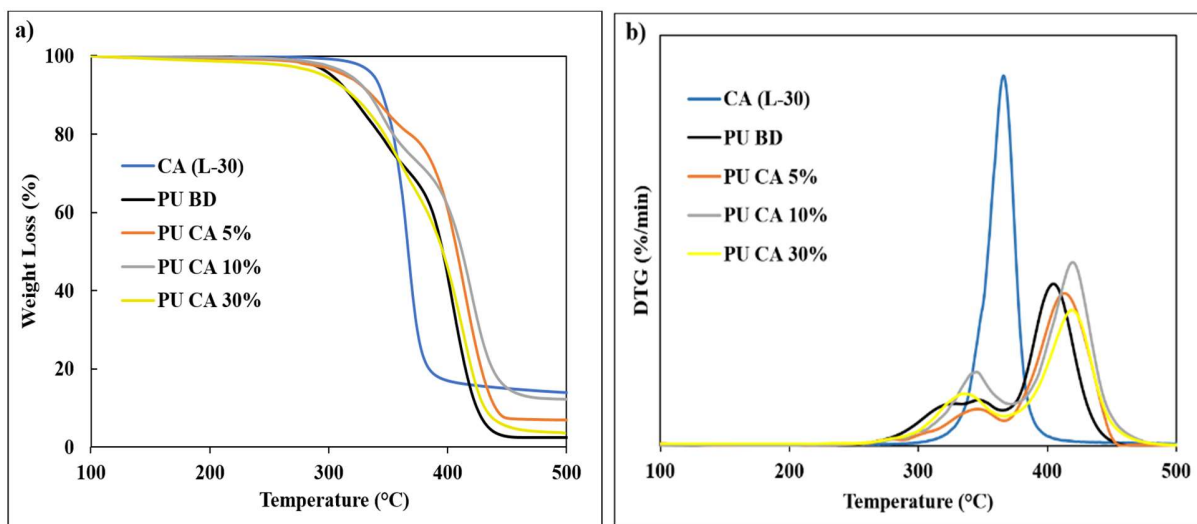 a)
Weight Loss (%)
100
80
60
40
20
0
CA (L-30)
PU BD
PU CA 5%
PU CA 10%
PU CA 30%
100
200
300
400
500
Temperature (°C)
b)
DTG (%/min)
CA (L-30)
PU BD
PU CA 5%
PU CA 10%
PU CA 30%
100
200
300
400
500
Temperature (°C)